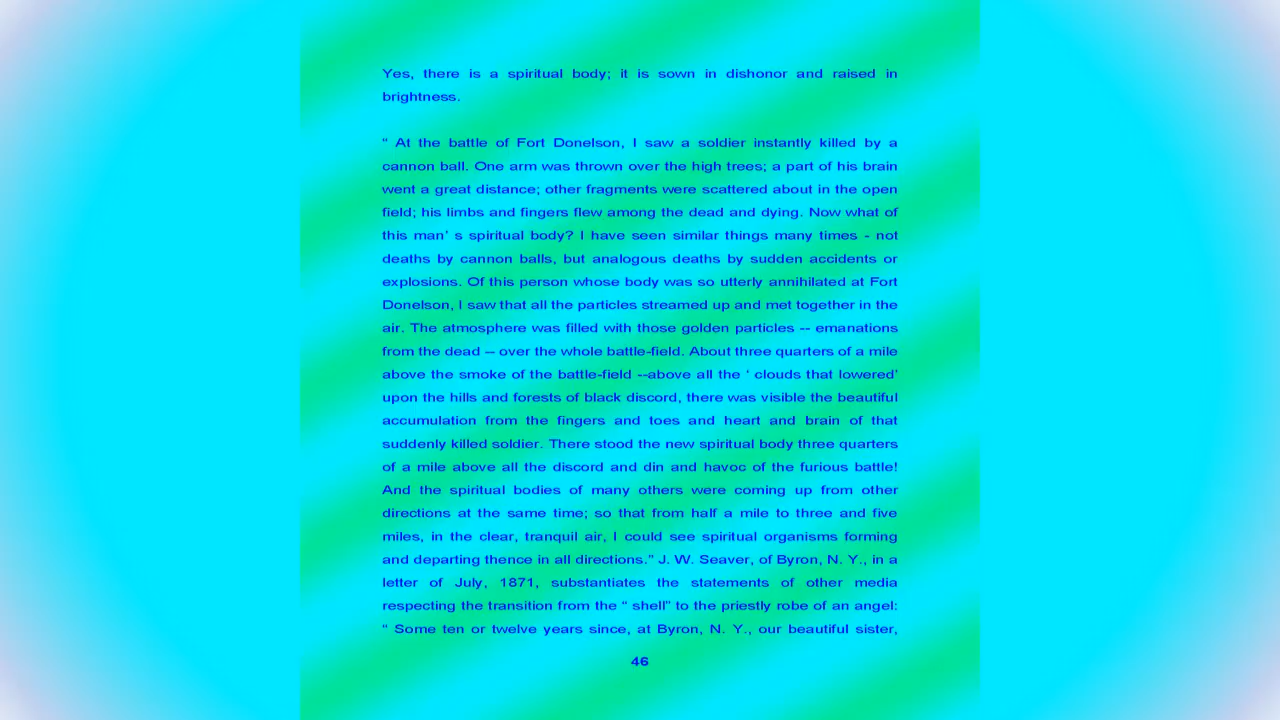 Yes, there is a spiritual body; it is sown in dishonor and raised in
brightness.
“ At the battle of Fort Donelson, I saw a soldier instantly killed by a
cannon ball. One arm was thrown over the high trees; a part of his brain
went a great distance; other fragments were scattered about in the open
field; his limbs and fingers flew among the dead and dying. Now what of
this man’ s spiritual body? I have seen similar things many times - not
deaths by cannon balls, but analogous deaths by sudden accidents or
explosions. Of this person whose body was so utterly annihilated at Fort
Donelson, I saw that all the particles streamed up and met together in the
air. The atmosphere was filled with those golden particles -- emanations
from the dead -- over the whole battle-field. About three quarters of a mile
above the smoke of the battle-field --above all the ‘ clouds that lowered’
upon the hills and forests of black discord, there was visible the beautiful
accumulation from the fingers and toes and heart and brain of that
suddenly killed soldier. There stood the new spiritual body three quarters
of a mile above all the discord and din and havoc of the furious battle!
And the spiritual bodies of many others were coming up from other
directions at the same time; so that from half a mile to three and five
miles, in the clear, tranquil air, I could see spiritual organisms forming
and departing thence in all directions.” J. W. Seaver, of Byron, N. Y., in a
letter of July, 1871, substantiates the statements of other media
respecting the transition from the “ shell” to the priestly robe of an angel:
“ Some ten or twelve years since, at Byron, N. Y., our beautiful sister,
46